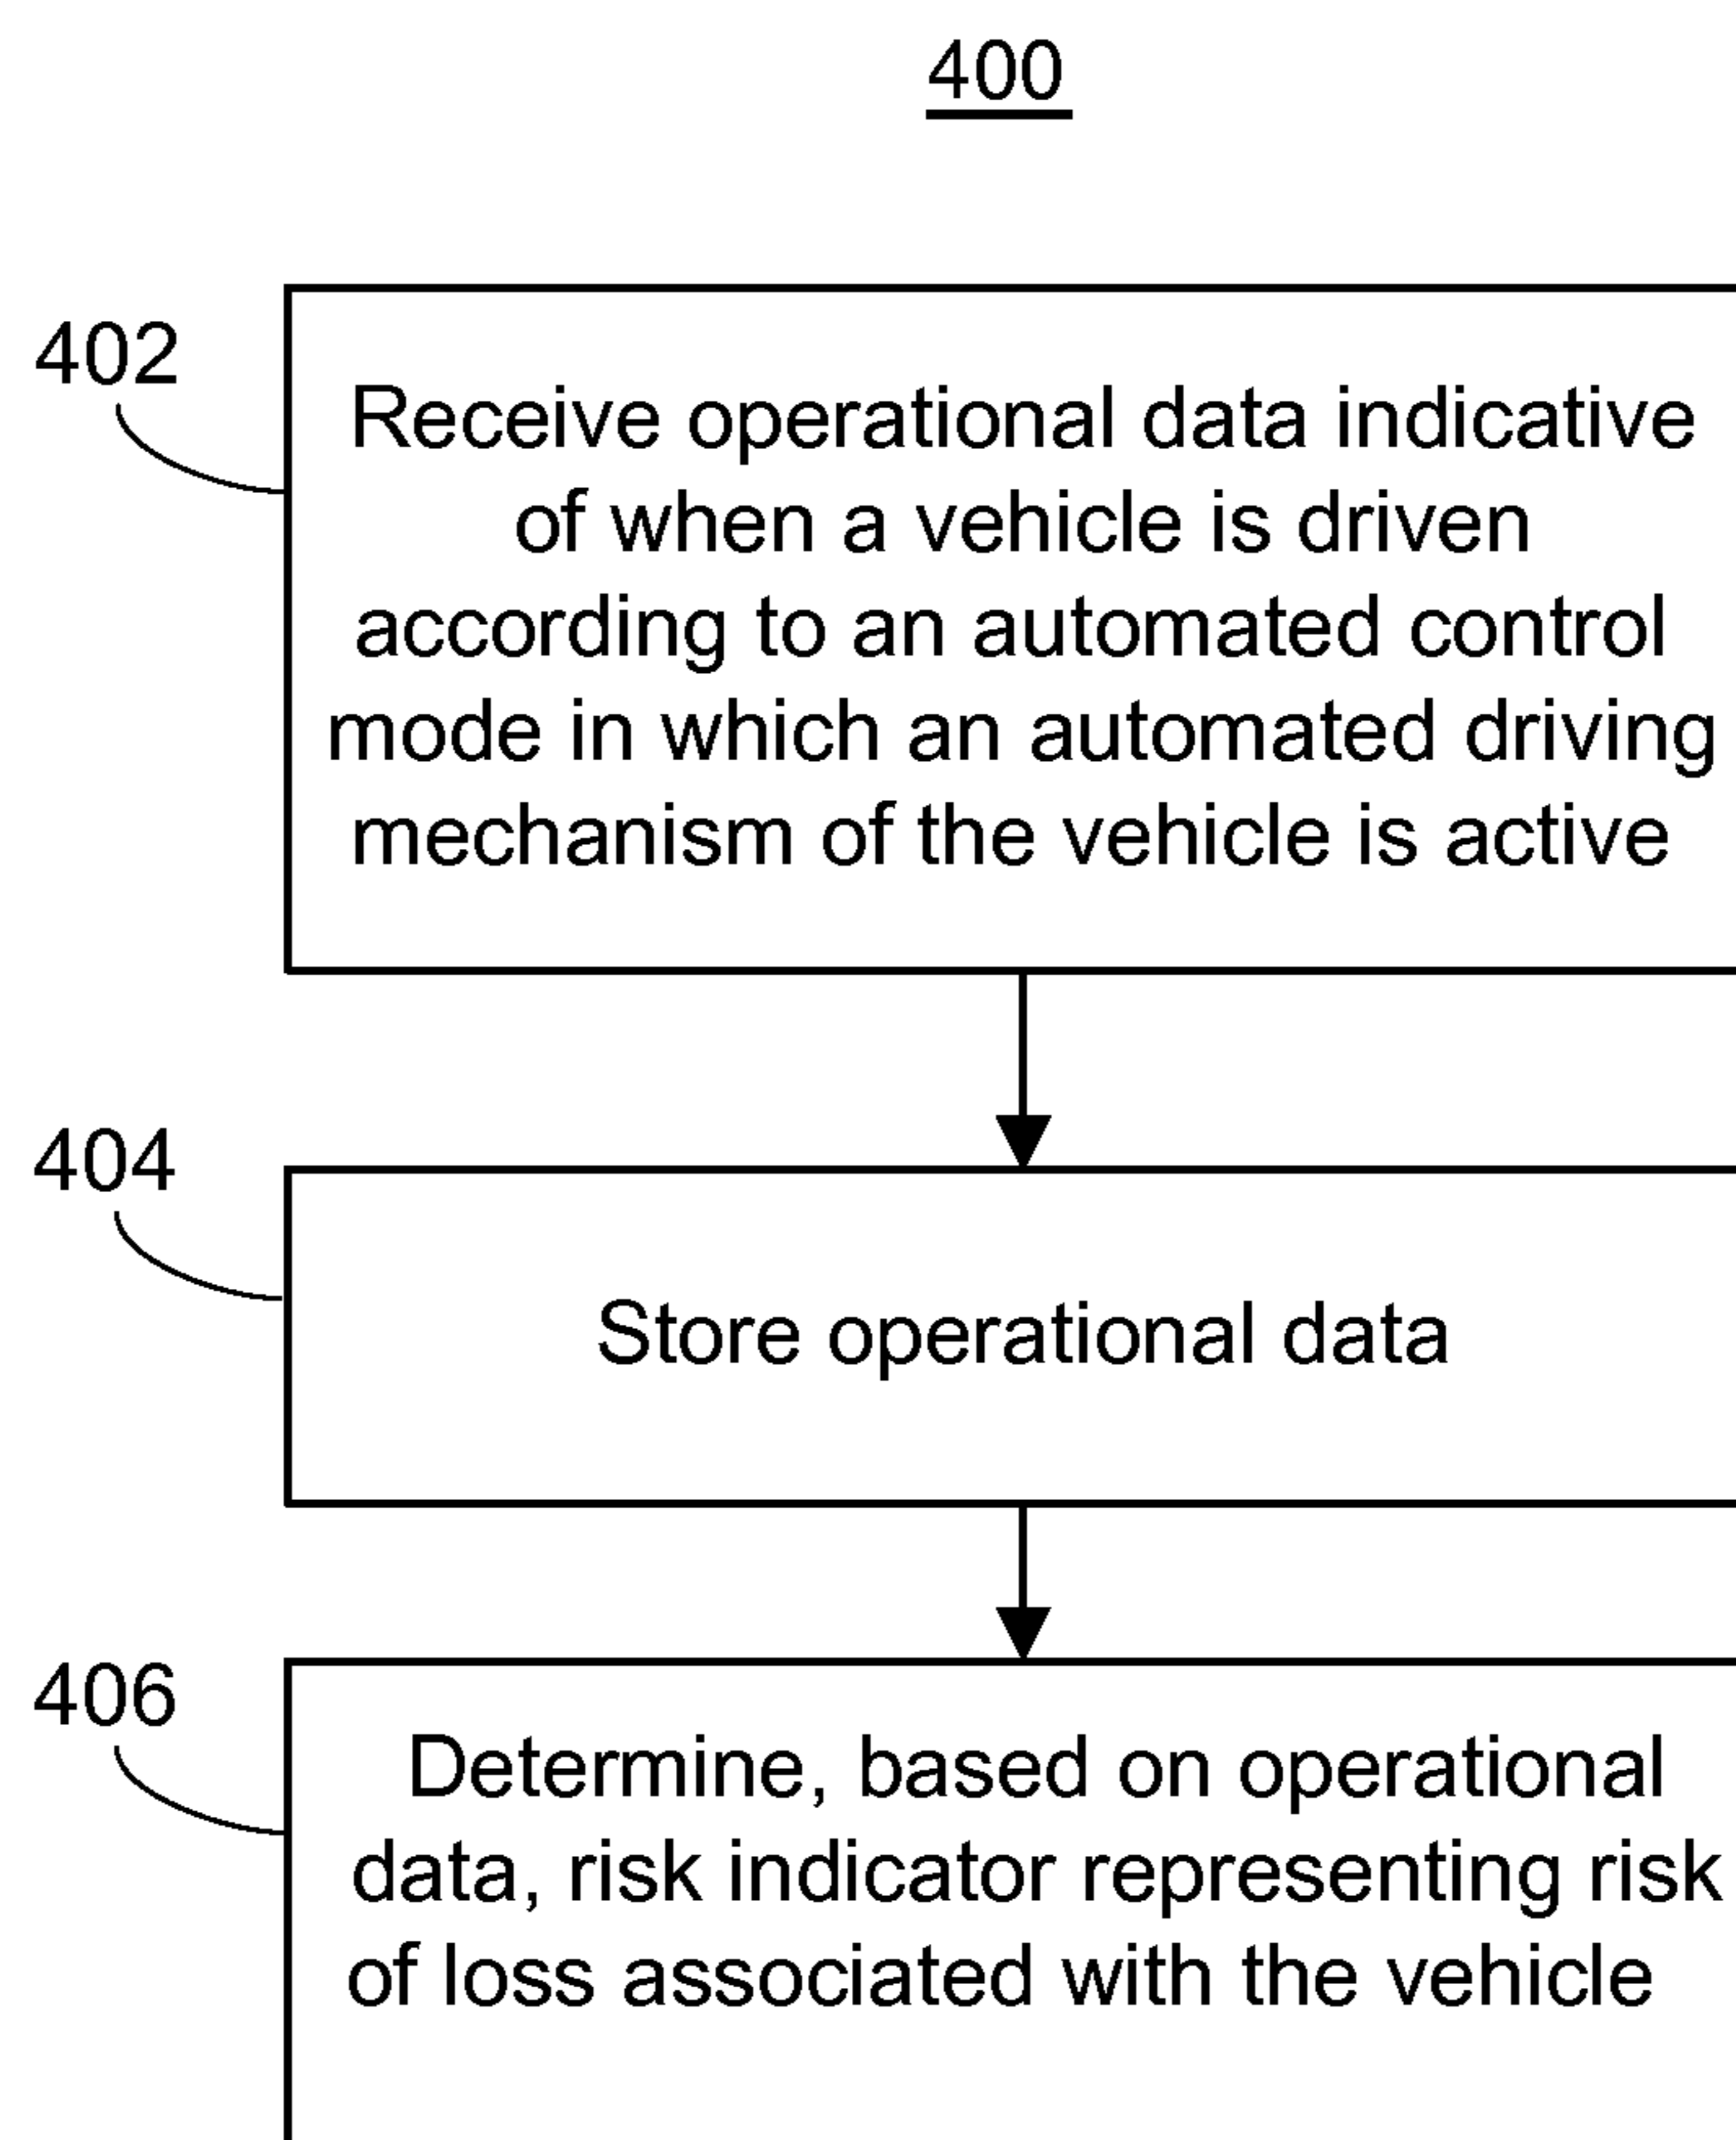 400
402
Receive operational data indicative
of when a vehicle is driven
according to an automated control
mode in which an automated driving
mechanism of the vehicle is active
404
Store operational data
406
Determine, based on operational
data, risk indicator representing risk
of loss associated with the vehicle